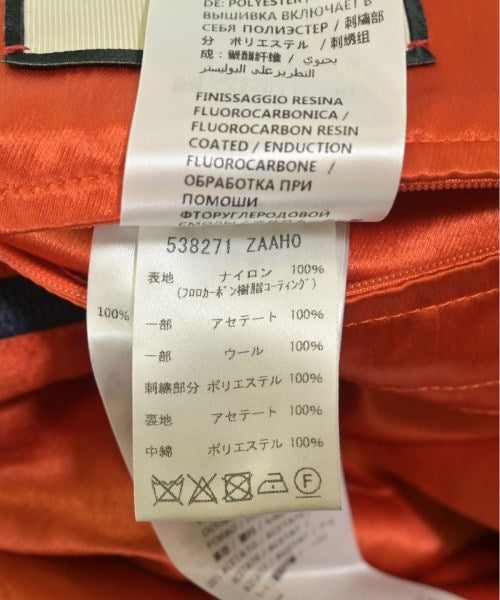 DE: POLYESTER /
ВЫШИВКА ВКЛЮЧАЕТ В
СЕБЯ ПОЛИЭСТЕР / 刺繍部
分 ポリエステル / 刺绣组
成: 聚酯纤维 / يحتوي
التطريز على البوليستر
FINISSAGGIO RESINA
FLUOROCARBONICA /
FLUOROCARBON RESIN
COATED / ENDUCTION
FLUOROCARBONE /
ОБРАБОТКА ПРИ
ПОМОШИ
ФТОРУГЛЕРОДОВОЙ
538271 ZAAHO
表地 ナイロン 100%
(フロロカーボン樹脂コーティング)
100%
一部 アセテート 100%
一部 ウール 100%
刺繍部分 ポリエステル 100%
裏地 アセテート 100%
中綿 ポリエステル 100%
F